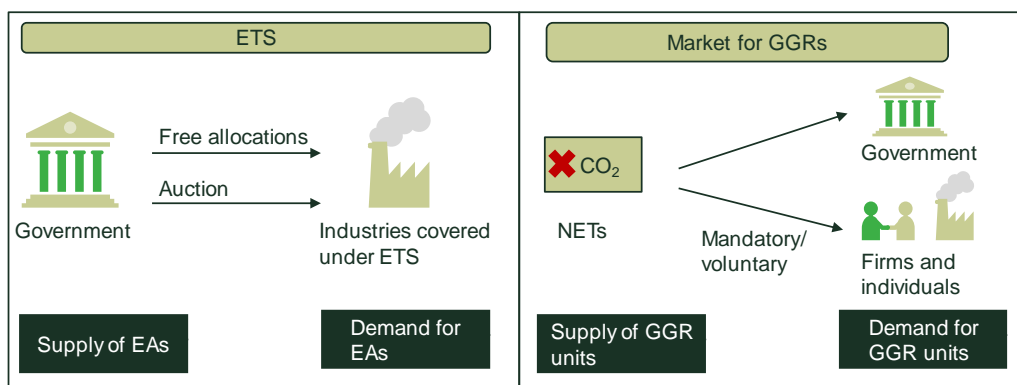 ETS
Free allocations
Auction
Government
Industries covered
under ETS
Supply of EAs
Demand for
EAs
Market for GGRs
CO₂
NETs
Mandatory/
voluntary
Government
Firms and
individuals
Supply of GGR
units
Demand for
GGR units